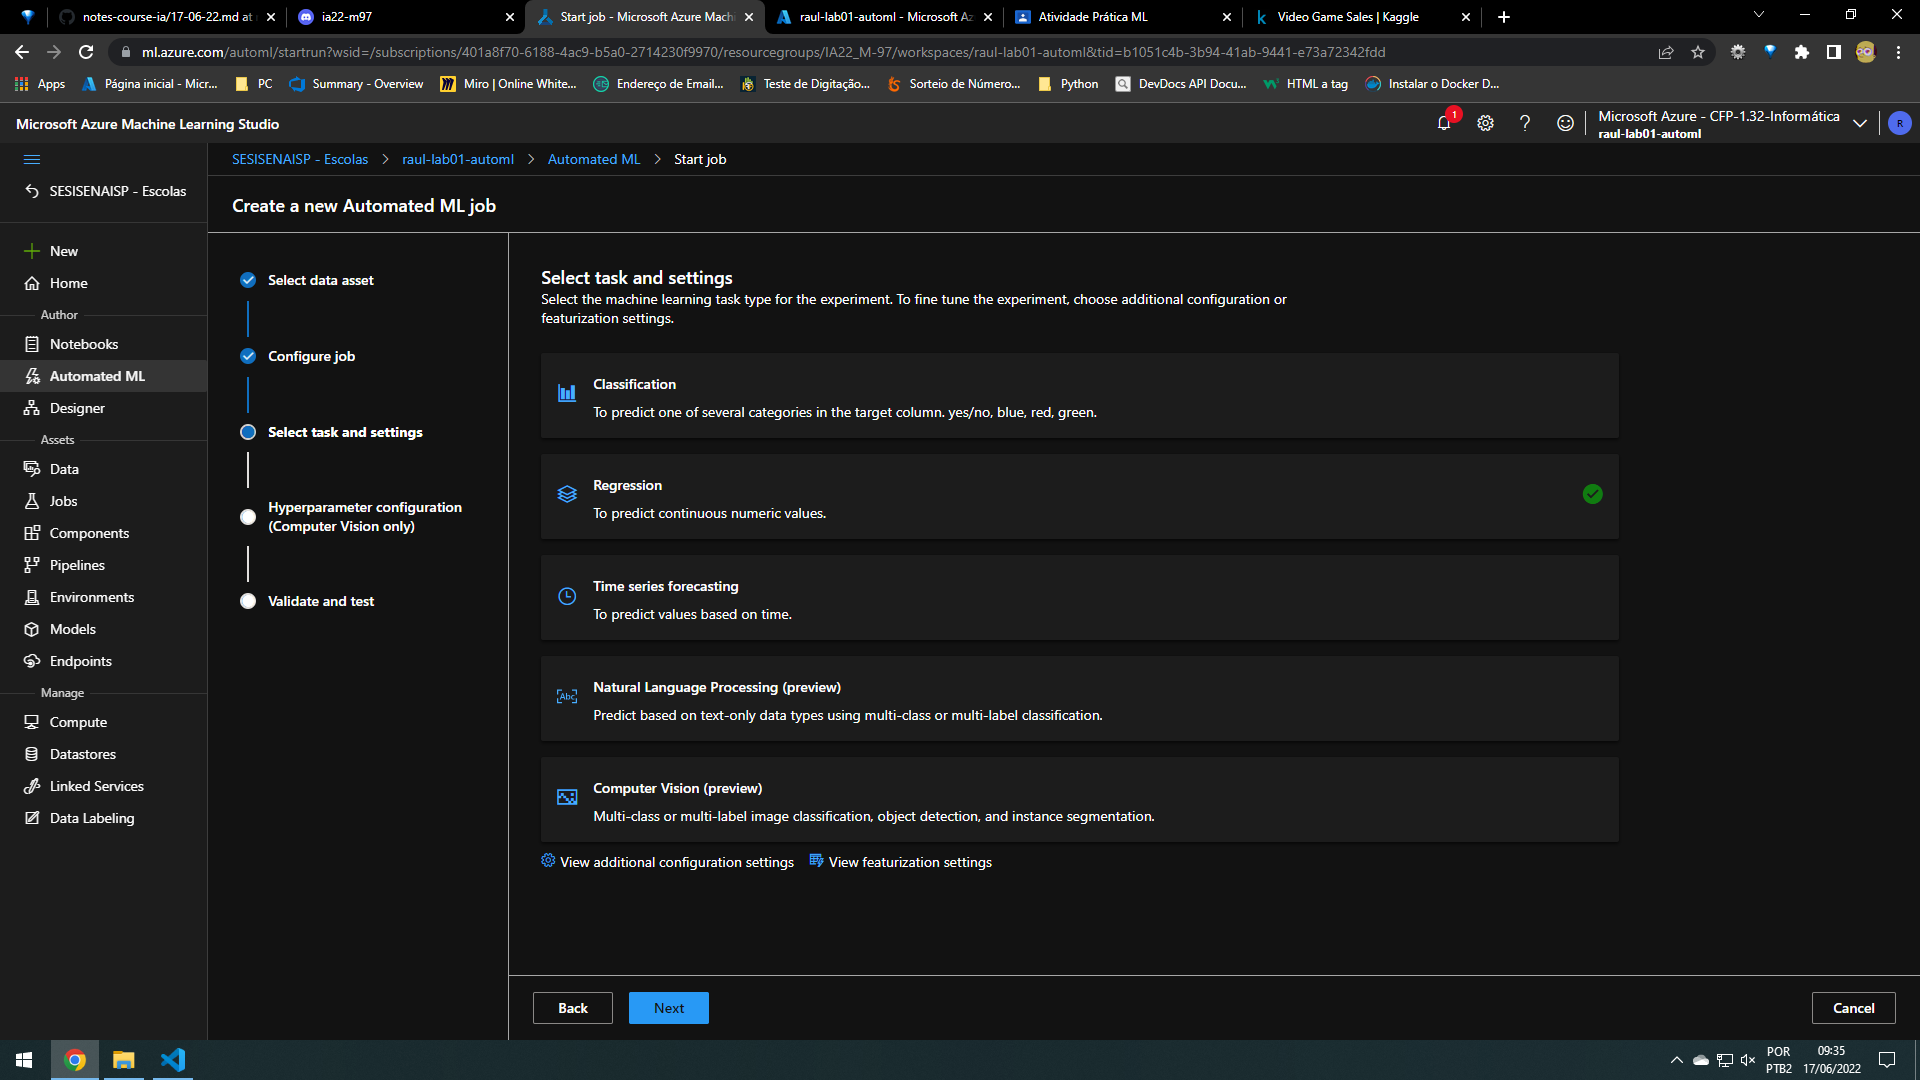 notes-course-ia/17-06-22.md at
ia22-m97
Start job - Microsoft Azure Machi
raul-lab01-automl - Microsoft Az
Atividade Prática ML
Video Game Sales | Kaggle
ml.azure.com/automl/startrun?wsid=/subscriptions/401a8f70-6188-4ac9-b5a0-2714230f9970/resourcegroups/IA22_M-97/workspaces/raul-lab01-automl&tid=b1051c4b-3b94-41ab-9441-e73a72342fdd
Apps
Página inicial - Micr...
PC
Summary - Overview
Miro | Online White...
Endereço de Email...
Teste de Digitação...
Sorteio de Número...
Python
DevDocs API Docu...
HTML a tag
Instalar o Docker D...
Microsoft Azure Machine Learning Studio
1
Microsoft Azure - CFP-1.32-Informática
raul-lab01-automl
R
SESISENAISP - Escolas
raul-lab01-automl
Automated ML
Start job
SESISENAISP - Escolas
New
Home
Author
Notebooks
Automated ML
Designer
Assets
Data
Jobs
Components
Pipelines
Environments
Models
Endpoints
Manage
Compute
Datastores
Linked Services
Data Labeling
Create a new Automated ML job
Select data asset
Configure job
Select task and settings
Hyperparameter configuration
(Computer Vision only)
Validate and test
Select task and settings
Select the machine learning task type for the experiment. To fine tune the experiment, choose additional configuration or
featurization settings.
Classification
To predict one of several categories in the target column. yes/no, blue, red, green.
Regression
To predict continuous numeric values.
Time series forecasting
To predict values based on time.
Abc
Natural Language Processing (preview)
Predict based on text-only data types using multi-class or multi-label classification.
Computer Vision (preview)
Multi-class or multi-label image classification, object detection, and instance segmentation.
View additional configuration settings
View featurization settings
Back
Next
Cancel
POR
PTB2
09:35
17/06/2022